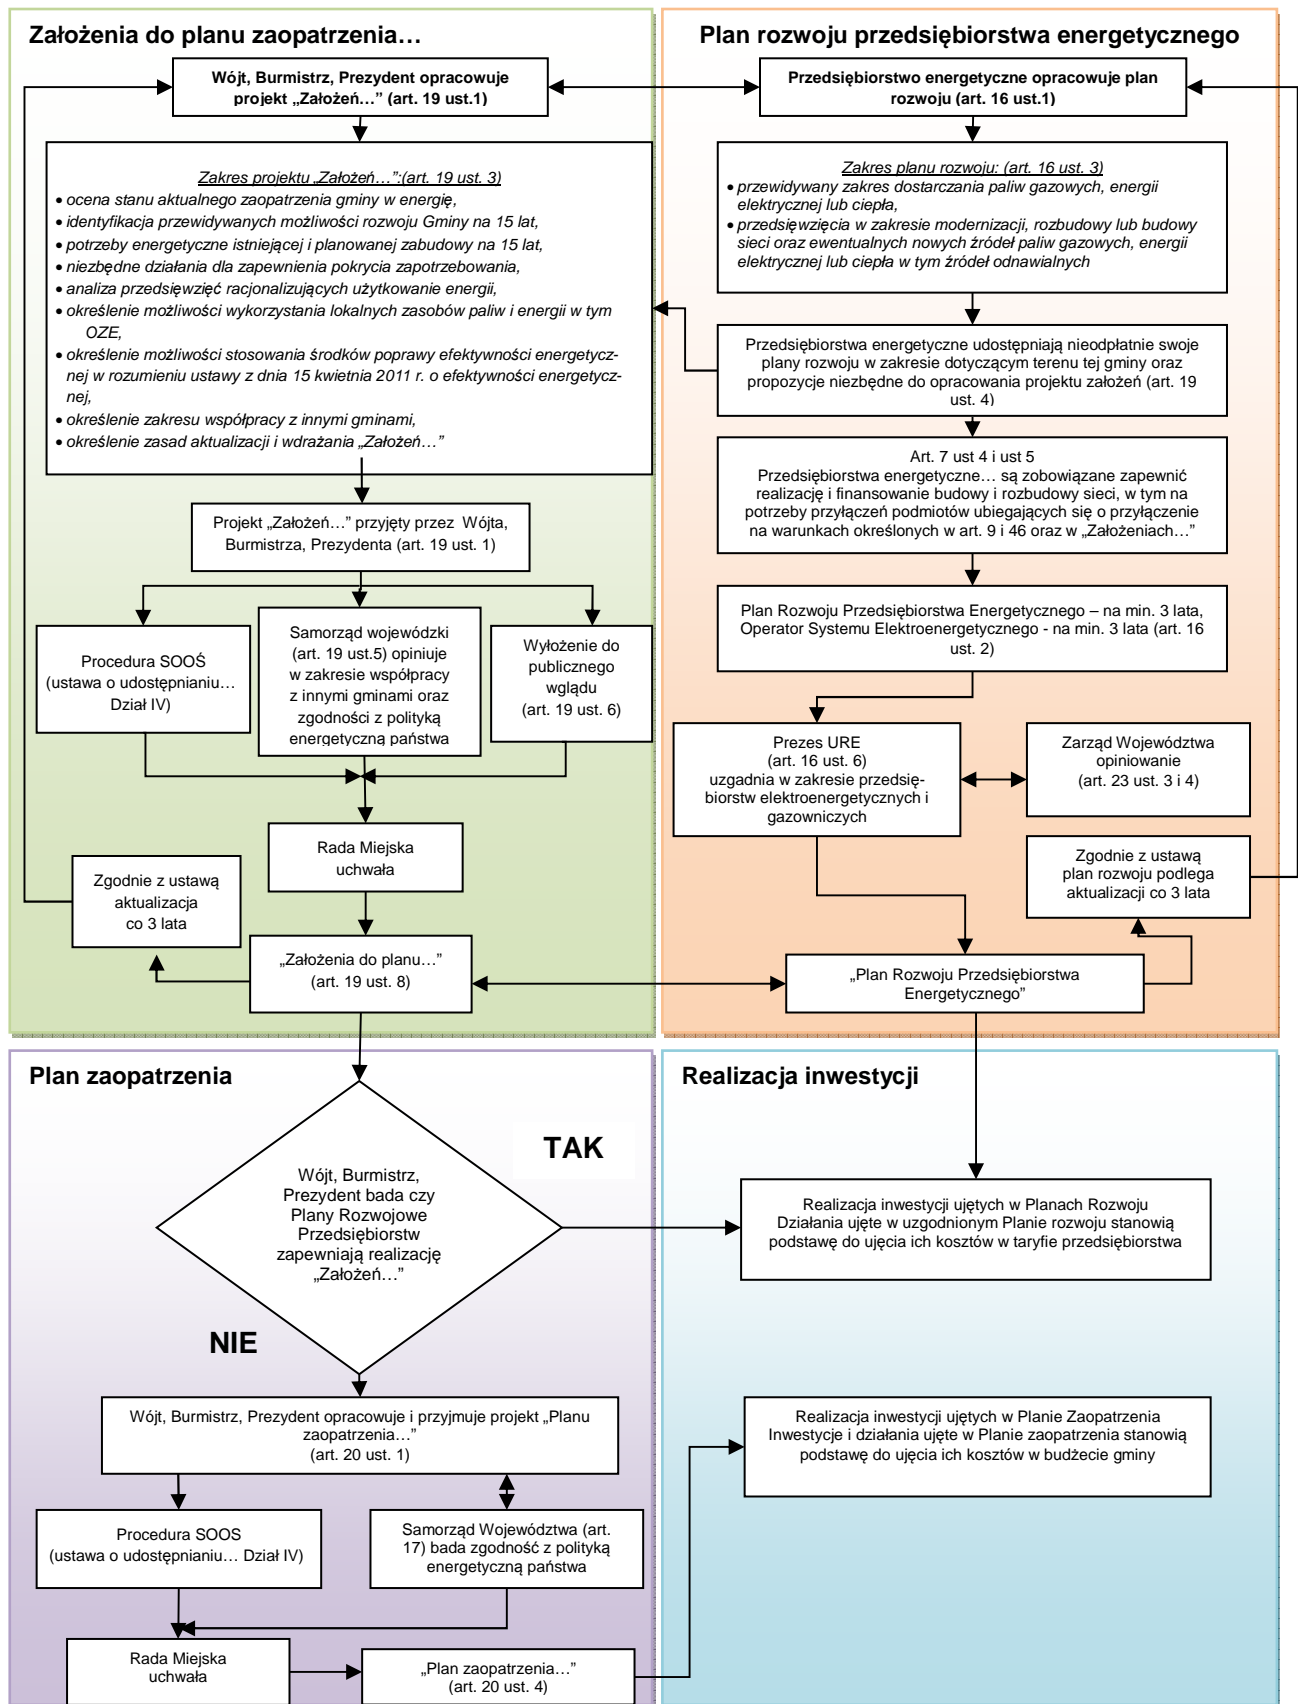 Założenia do planu zaopatrzenia…
Wójt, Burmistrz, Prezydent opracowuje
projekt „Założeń…” (art. 19 ust.1)
Zakres projektu „Założeń…”:(art. 19 ust. 3)
• ocena stanu aktualnego zaopatrzenia gminy w energię,
• identyfikacja przewidywanych możliwości rozwoju Gminy na 15 lat,
• potrzeby energetyczne istniejącej i planowanej zabudowy na 15 lat,
• niezbędne działania dla zapewnienia pokrycia zapotrzebowania,
• analiza przedsięwzięć racjonalizujących użytkowanie energii,
• określenie możliwości wykorzystania lokalnych zasobów paliw i energii w tym
OZE,
• określenie możliwości stosowania środków poprawy efektywności energetycz-
nej w rozumieniu ustawy z dnia 15 kwietnia 2011 r. o efektywności energetycz-
nej,
• określenie zakresu współpracy z innymi gminami,
• określenie zasad aktualizacji i wdrażania „Założeń…”
Projekt „Założeń…” przyjęty przez Wójta,
Burmistrza, Prezydenta (art. 19 ust. 1)
Procedura SOOŚ
(ustawa o udostępnianiu…
Dział IV)
Samorząd wojewódzki
(art. 19 ust.5) opiniuje
w zakresie współpracy
z innymi gminami oraz
zgodności z polityką
energetyczną państwa
Wyłożenie do
publicznego
wglądu
(art. 19 ust. 6)
Rada Miejska
uchwała
Zgodnie z ustawą
aktualizacja
co 3 lata
„Założenia do planu…”
(art. 19 ust. 8)
Plan rozwoju przedsiębiorstwa energetycznego
Przedsiębiorstwo energetyczne opracowuje plan
rozwoju (art. 16 ust.1)
Zakres planu rozwoju: (art. 16 ust. 3)
• przewidywany zakres dostarczania paliw gazowych, energii
elektrycznej lub ciepła,
• przedsięwzięcia w zakresie modernizacji, rozbudowy lub budowy
sieci oraz ewentualnych nowych źródeł paliw gazowych, energii
elektrycznej lub ciepła w tym źródeł odnawialnych
Przedsiębiorstwa energetyczne udostępniają nieodpłatnie swoje
plany rozwoju w zakresie dotyczącym terenu tej gminy oraz
propozycje niezbędne do opracowania projektu założeń (art. 19
ust. 4)
Art. 7 ust 4 i ust 5
Przedsiębiorstwa energetyczne… są zobowiązane zapewnić
realizację i finansowanie budowy i rozbudowy sieci, w tym na
potrzeby przyłączeń podmiotów ubiegających się o przyłączenie
na warunkach określonych w art. 9 i 46 oraz w „Założeniach…”
Plan Rozwoju Przedsiębiorstwa Energetycznego – na min. 3 lata,
Operator Systemu Elektroenergetycznego - na min. 3 lata (art. 16
ust. 2)
Prezes URE
(art. 16 ust. 6)
uzgadnia w zakresie przedsię-
biorstw elektroenergetycznych i
gazowniczych
Zarząd Województwa
opiniowanie
(art. 23 ust. 3 i 4)
Zgodnie z ustawą
plan rozwoju podlega
aktualizacji co 3 lata
„Plan Rozwoju Przedsiębiorstwa
Energetycznego”
Plan zaopatrzenia
TAK
Wójt, Burmistrz,
Prezydent bada czy
Plany Rozwojowe
Przedsiębiorstw
zapewniają realizację
„Założeń…”
NIE
Wójt, Burmistrz, Prezydent opracowuje i przyjmuje projekt „Planu
zaopatrzenia…”
(art. 20 ust. 1)
Procedura SOOS
(ustawa o udostępnianiu… Dział IV)
Samorząd Województwa (art.
17) bada zgodność z polityką
energetyczną państwa
Rada Miejska
uchwała
„Plan zaopatrzenia…”
(art. 20 ust. 4)
Realizacja inwestycji
Realizacja inwestycji ujętych w Planach Rozwoju
Działania ujęte w uzgodnionym Planie rozwoju stanowią
podstawę do ujęcia ich kosztów w taryfie przedsiębiorstwa
Realizacja inwestycji ujętych w Planie Zaopatrzenia
Inwestycje i działania ujęte w Planie zaopatrzenia stanowią
podstawę do ujęcia ich kosztów w budżecie gminy